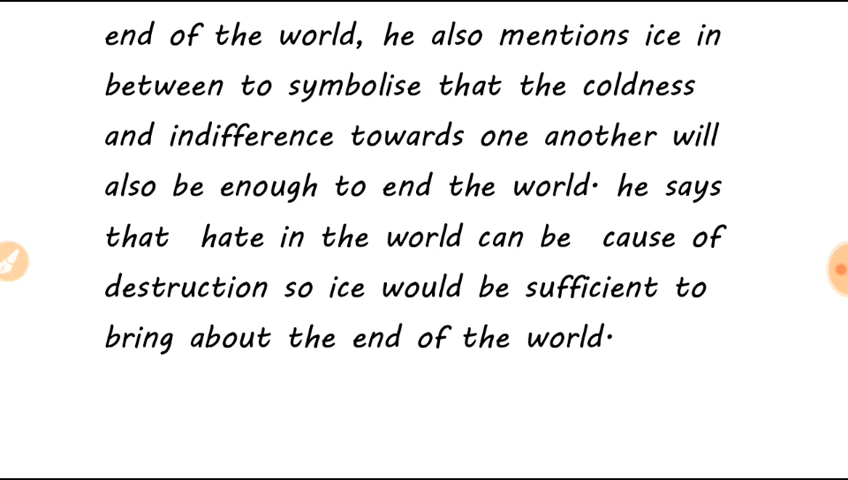 end of the world, he also mentions ice in
between to symbolise that the coldness
and indifference towards one another will
also be enough to end the world. he says
that hate in the world can be cause of
destruction so ice would be sufficient to
bring about the end of the world.